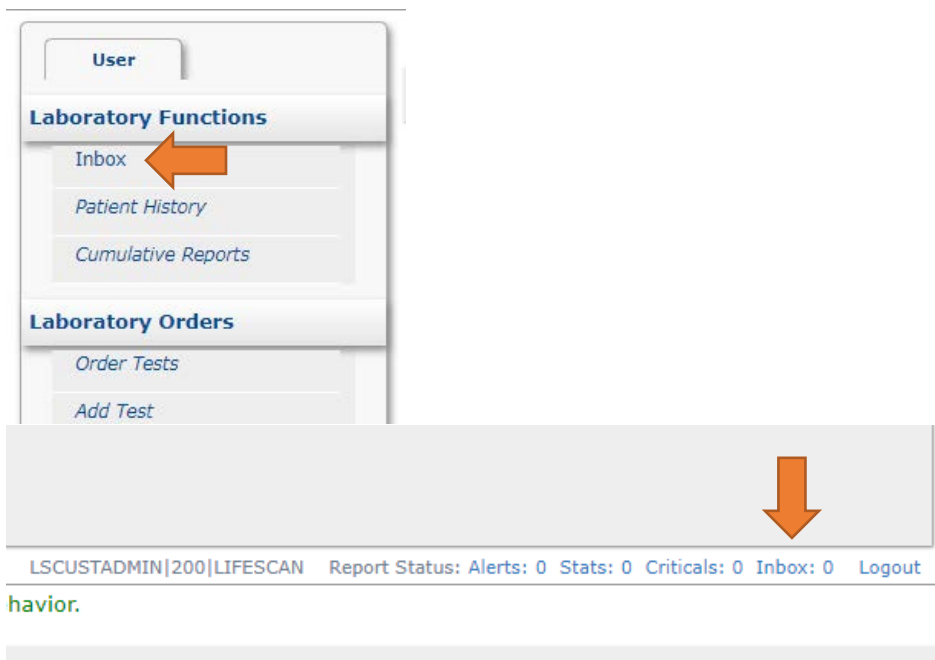 User
Laboratory Functions
Inbox
Patient History
Cumulative Reports
Laboratory Orders
Order Tests
Add Test
LSCUSTADMIN|200|LIFESCAN Report Status: Alerts: 0 Stats: 0 Criticals: 0 Inbox: 0 Logout
havior.